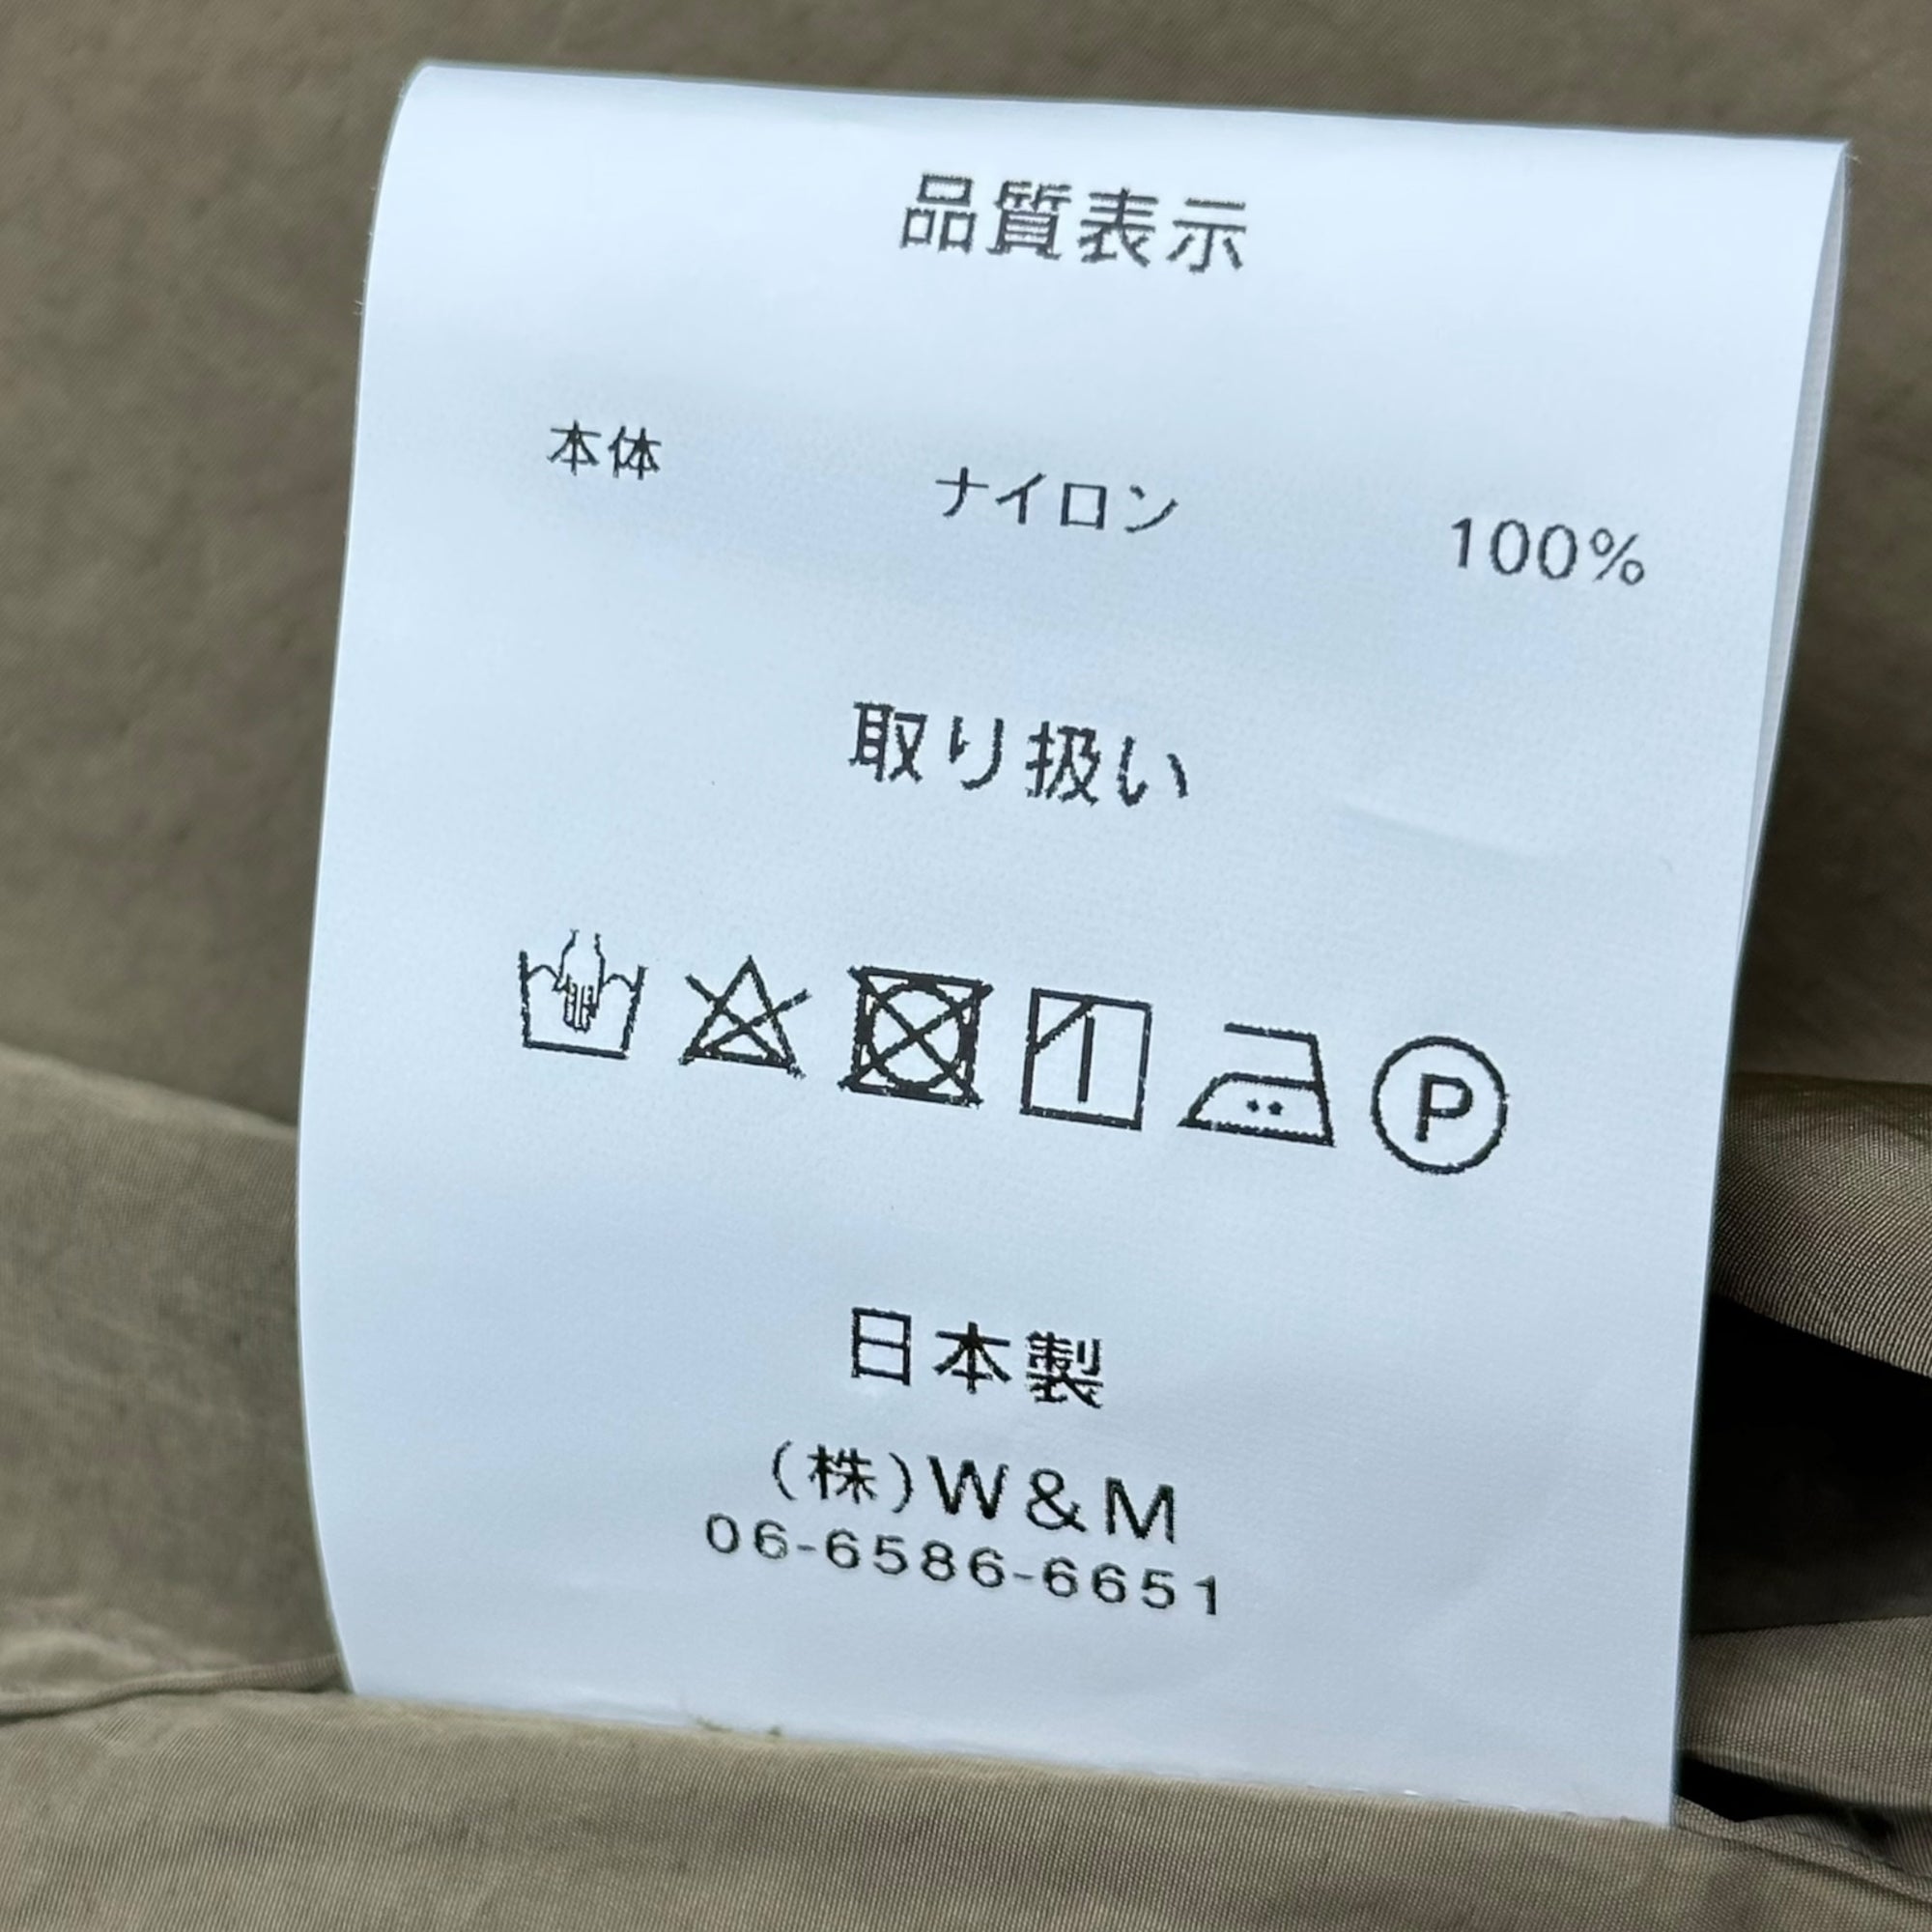 品質表示
本体 ナイロン 100%
取り扱い
P
日本製
(株)W&M
06-6586-6651